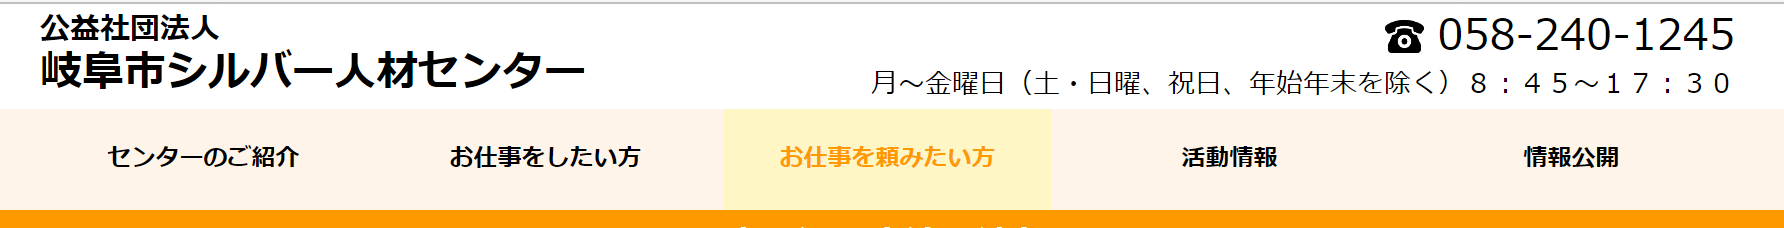 公益社団法人
岐阜市シルバー人材センター
☎ 058-240-1245
月～金曜日（土・日曜、祝日、年始年末を除く）８：４５～１７：３０
センターのご紹介
お仕事をしたい方
お仕事を頼みたい方
活動情報
情報公開